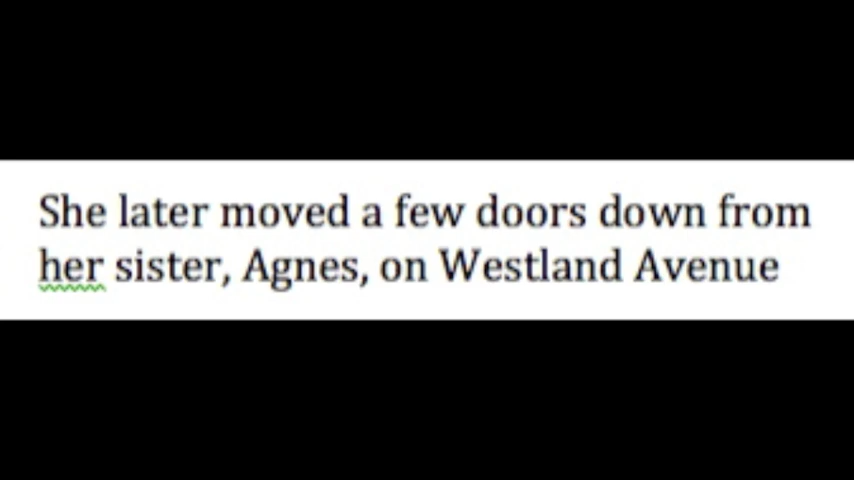 She later moved a few doors down from
her sister, Agnes, on Westland Avenue